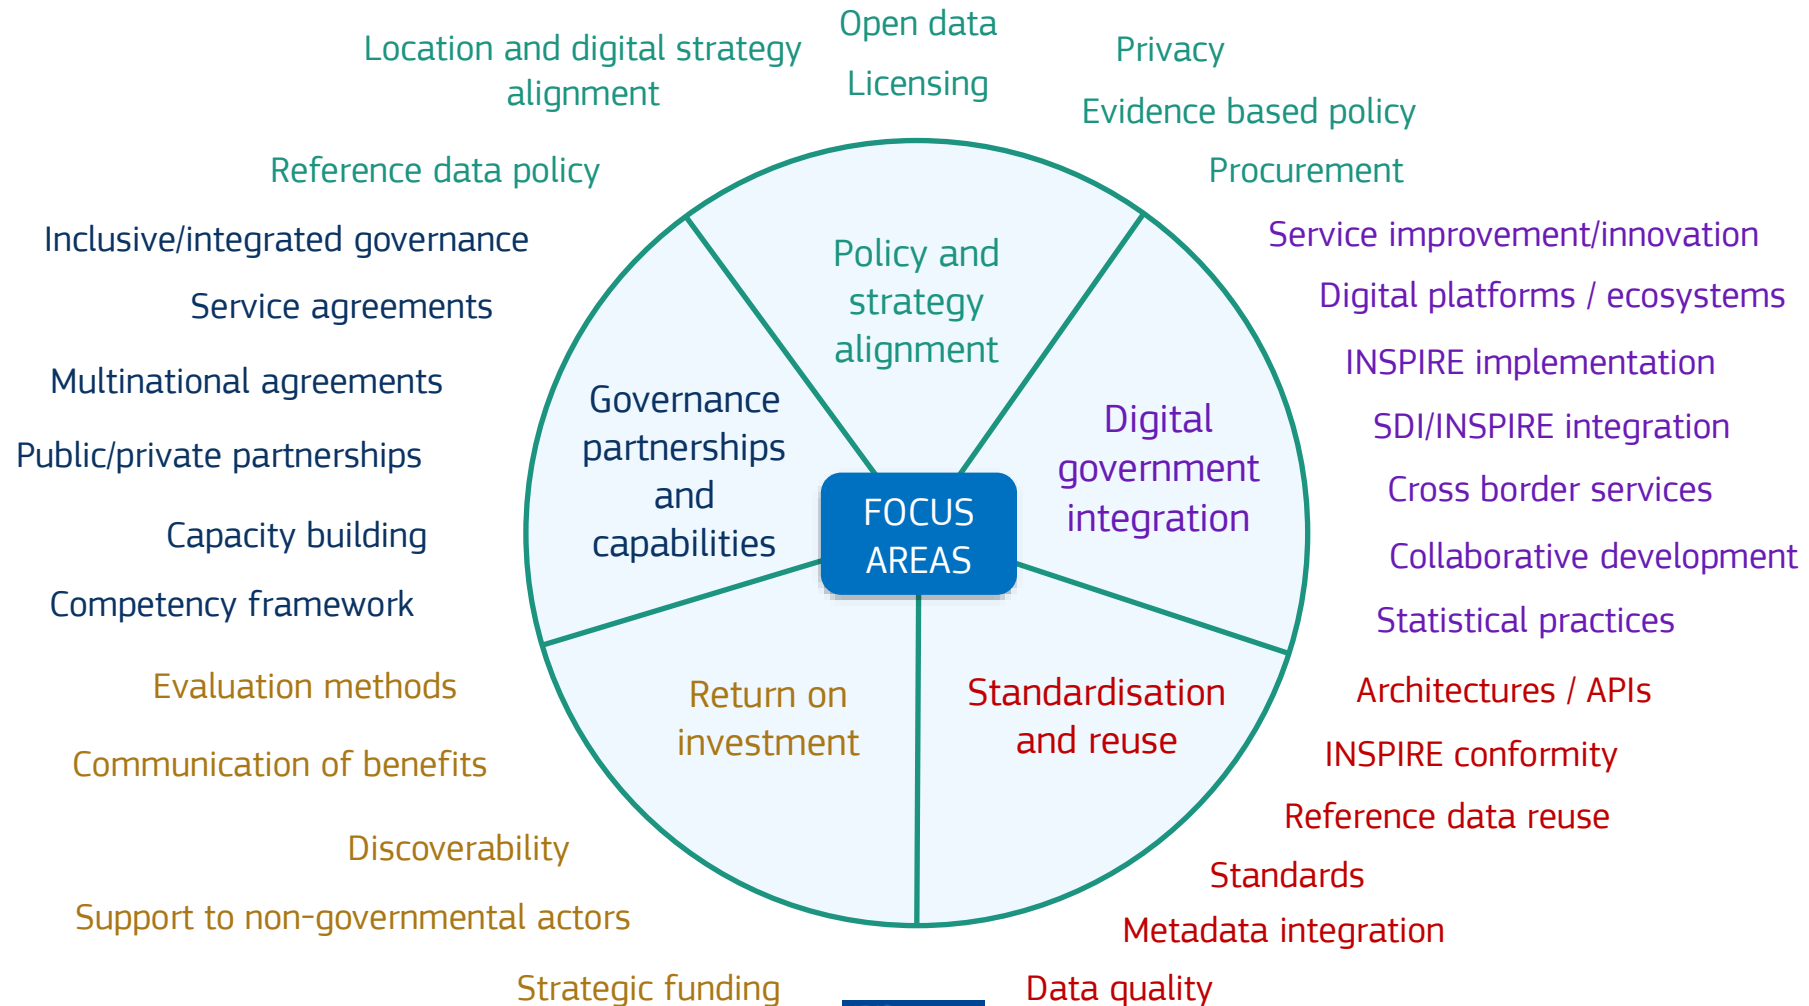 Open data
Location and digital strategy
alignment
Licensing
Privacy
Evidence based policy
Reference data policy
Procurement
Inclusive/integrated governance
Service agreements
Multinational agreements
Public/private partnerships
Capacity building
Competency framework
Policy and
strategy
alignment
Governance
partnerships
and
capabilities
FOCUS
AREAS
Digital
government
integration
Service improvement/innovation
Digital platforms / ecosystems
INSPIRE implementation
SDI/INSPIRE integration
Cross border services
Collaborative development
Statistical practices
Return on
investment
Standardisation
and reuse
Evaluation methods
Communication of benefits
Discoverability
Support to non-governmental actors
Strategic funding
Architectures / APIs
INSPIRE conformity
Reference data reuse
Standards
Metadata integration
Data quality